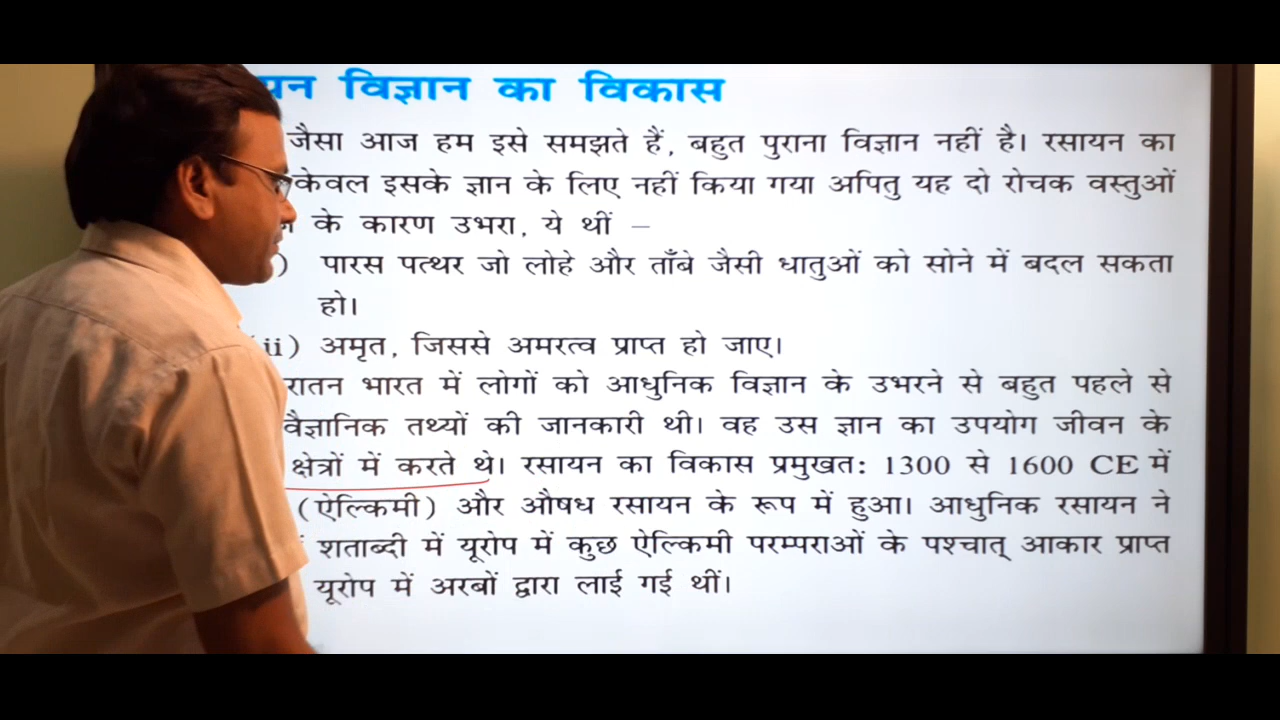 विज्ञान का विकास
जैसा आज हम इसे समझते हैं, बहुत पुराना विज्ञान नहीं है। रसायन का
केवल इसके ज्ञान के लिए नहीं किया गया अपितु यह दो रोचक वस्तुओं
के कारण उभरा, ये थीं –
) पारस पत्थर जो लोहे और ताँबे जैसी धातुओं को सोने में बदल सकता
हो।
ii) अमृत, जिससे अमरत्व प्राप्त हो जाए।
भारत में लोगों को आधुनिक विज्ञान के उभरने से बहुत पहले से
वैज्ञानिक तथ्यों की जानकारी थी। वह उस ज्ञान का उपयोग जीवन के
क्षेत्रों में करते थे। रसायन का विकास प्रमुखत: 1300 से 1600 CE में
(ऐल्किमी) और औषध रसायन के रूप में हुआ। आधुनिक रसायन ने
शताब्दी में यूरोप में कुछ ऐल्किमी परम्पराओं के पश्चात् आकार प्राप्त
यूरोप में अरबों द्वारा लाई गई थीं।